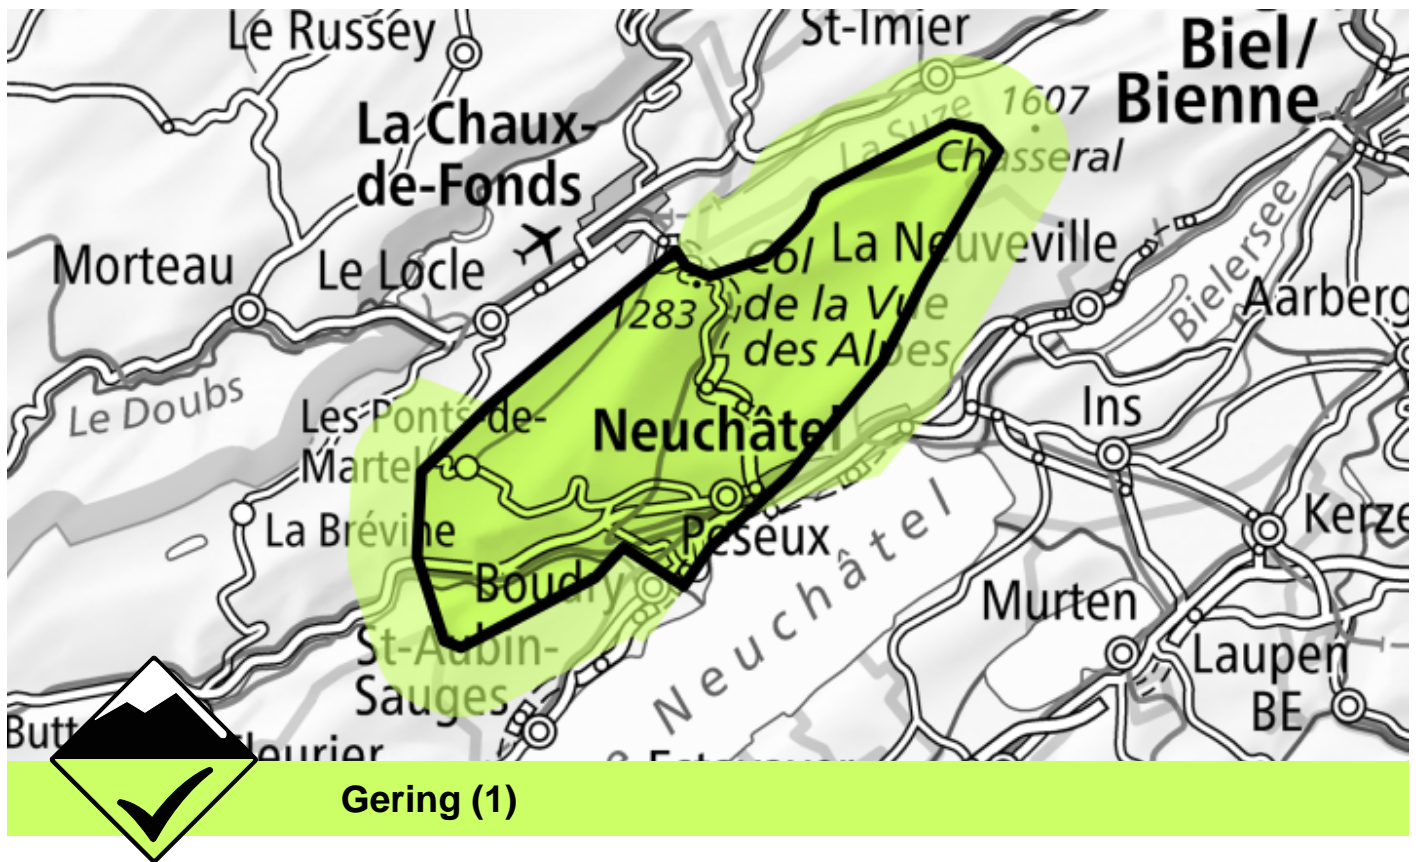 Le Russey
St-Imier
Biel/
Bienne
1607
La Suze
Chasseral
La Chaux-
de-Fonds
Morteau
Le Locle
Col
de la Vue
des Alpes
La Neuveville
1283
Bielersee
Aarberg
Le Doubs
Les Ponts-de-
Martel
Neuchâtel
Ins
La Brévine
Peseux
Kerze
Boudry
Neuchâtel
Murten
St-Aubin-
Sauges
Laupen
BE
Butt
leurier
Gering (1)